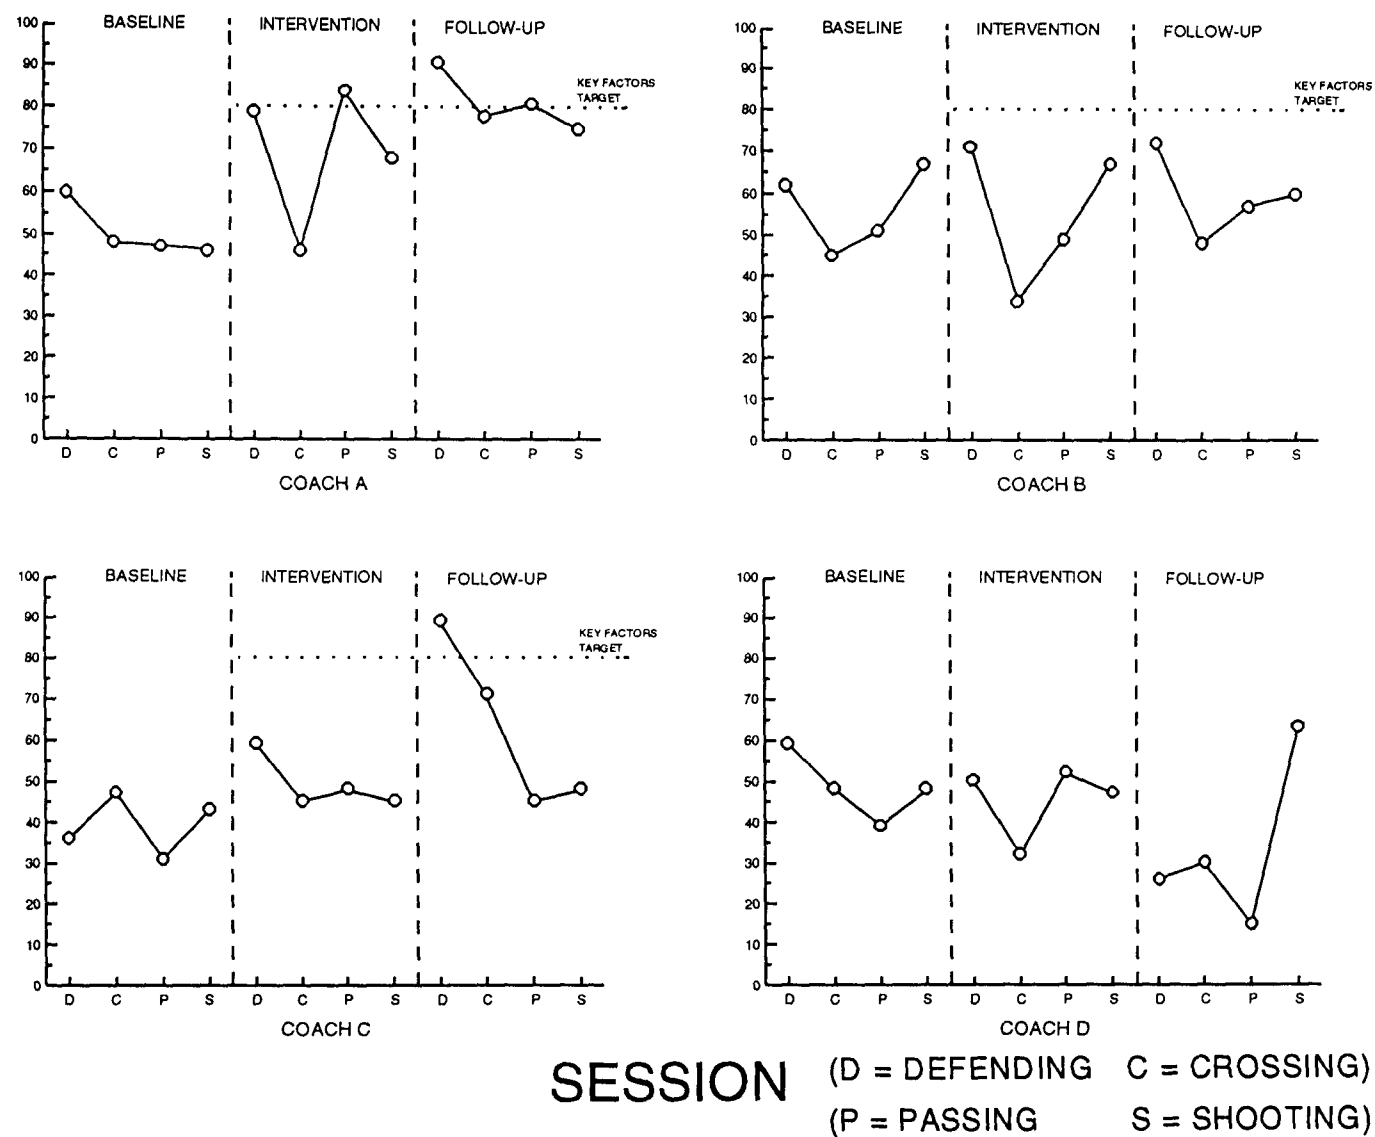 BASELINE INTERVENTION FOLLOW-UP
100
90
80
70
60
50
40
30
20
10
0
KEY FACTORS
TARGET
D C P S D C P S D C P S
COACH A
BASELINE INTERVENTION FOLLOW-UP
100
90
80
70
60
50
40
30
20
10
0
KEY FACTORS
TARGET
D C P S D C P S D C P S
COACH B
BASELINE INTERVENTION FOLLOW-UP
100
90
80
70
60
50
40
30
20
10
0
KEY FACTORS
TARGET
D C P S D C P S D C P S
COACH C
BASELINE INTERVENTION FOLLOW-UP
100
90
80
70
60
50
40
30
20
10
0
D C P S D C P S D C P S
COACH D
SESSION
(D = DEFENDING C = CROSSING)
(P = PASSING S = SHOOTING)